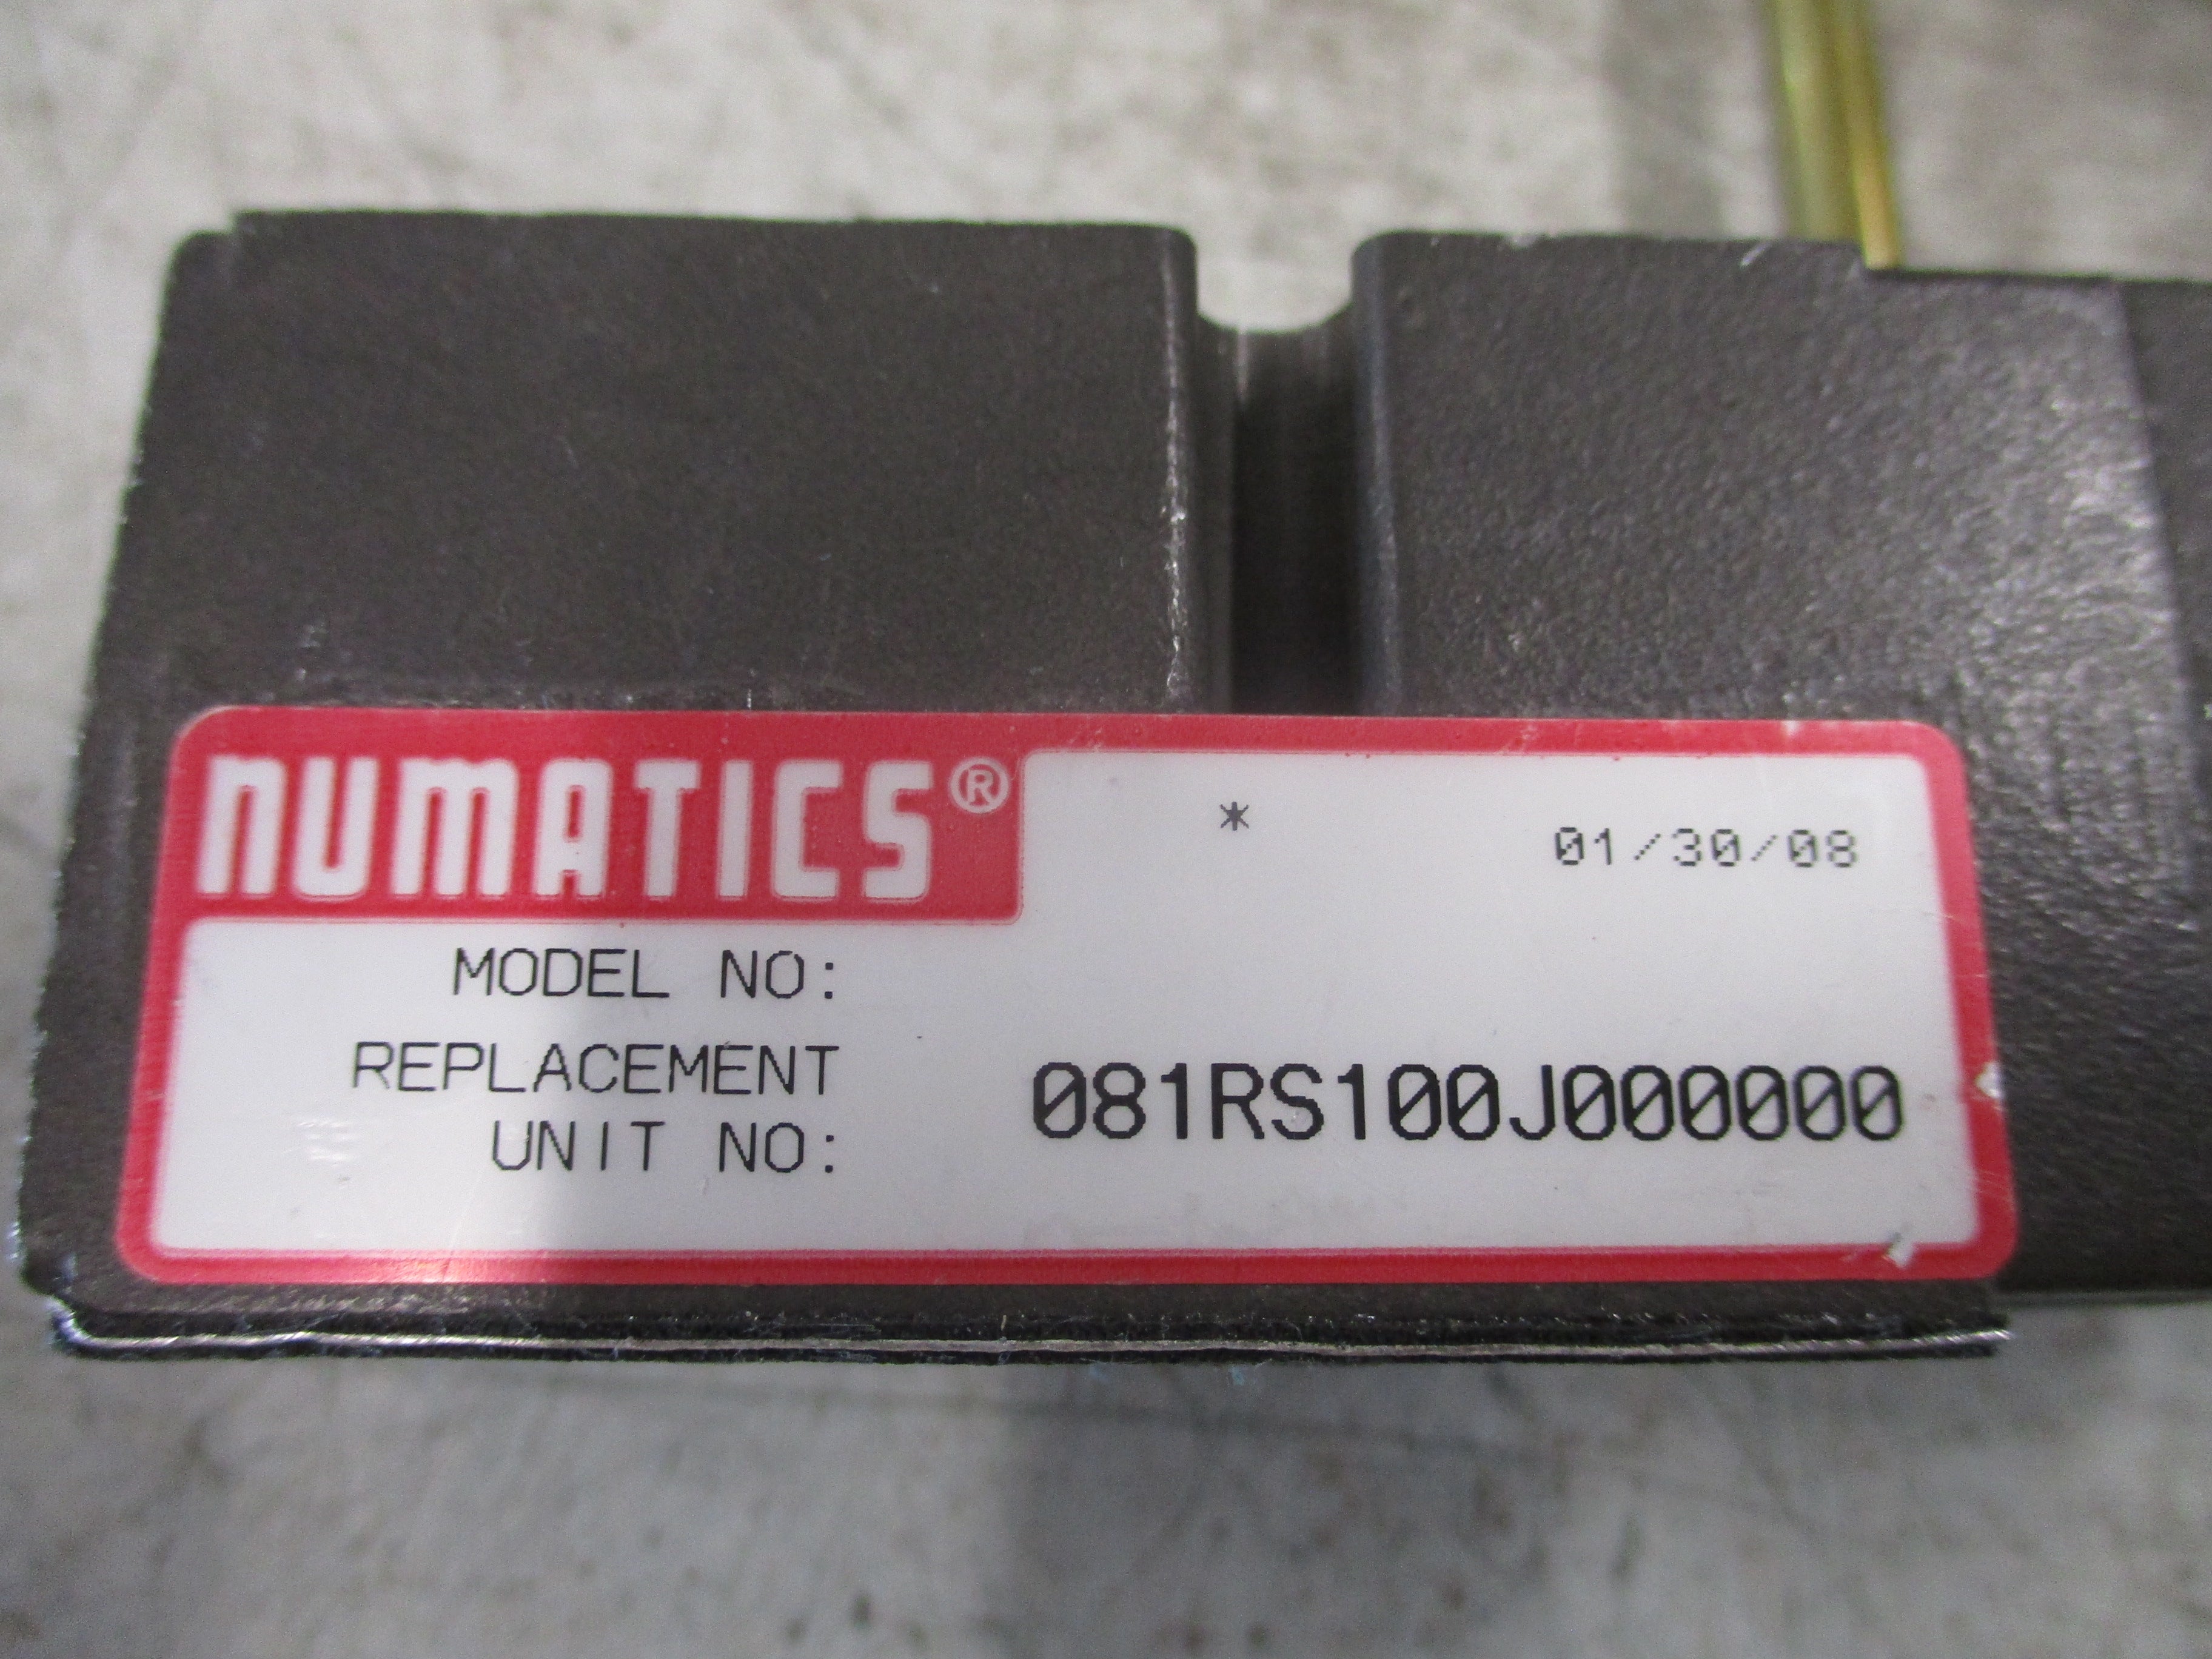 NUMATICS®
* 01/30/08
MODEL NO:
REPLACEMENT
UNIT NO: 081RS100J000000